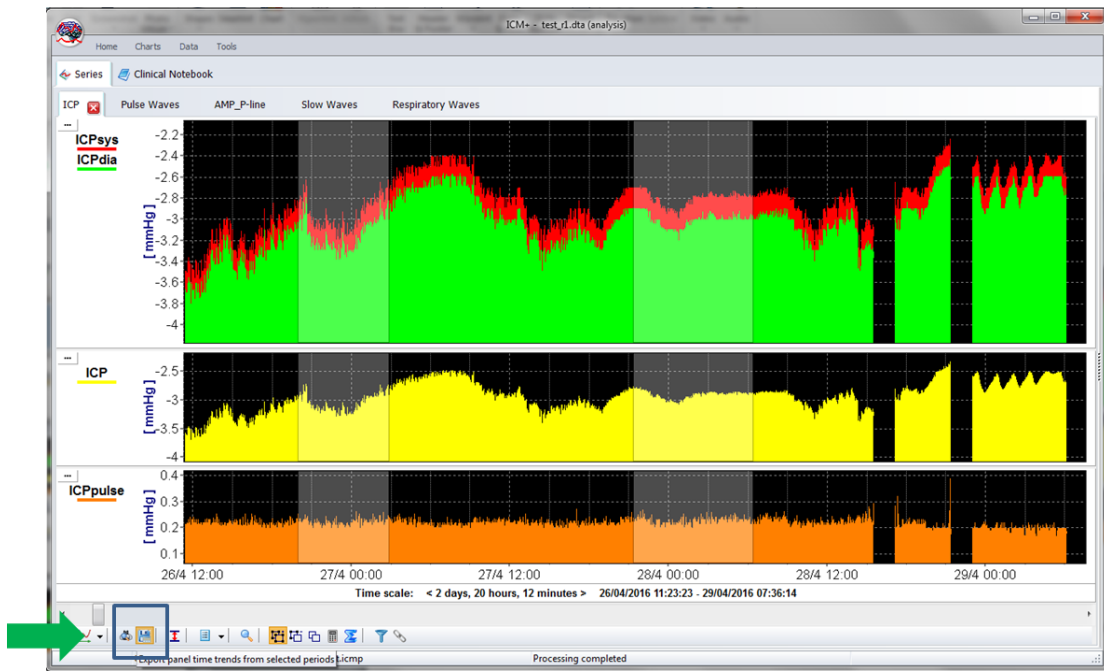 ICM+ - test_r1.dta (analysis)
Home Charts Data Tools
Series Clinical Notebook
ICP Pulse Waves AMP_P-line Slow Waves Respiratory Waves
...
ICPsys
ICPdia
[mmHg]
-2.2
-2.4
-2.6
-2.8
-3
-3.2
-3.4
-3.6
-3.8
-4
...
ICP
[mmHg]
-2.5
-3
-3.5
-4
...
ICPpulse
[mmHg]
0.4
0.3
0.2
0.1
26/4 12:00 27/4 00:00 27/4 12:00 28/4 00:00 28/4 12:00 29/4 00:00
Time scale: < 2 days, 20 hours, 12 minutes > 26/04/2016 11:23:23 - 29/04/2016 07:36:14
Export panel time trends from selected periods t.icmp Processing completed